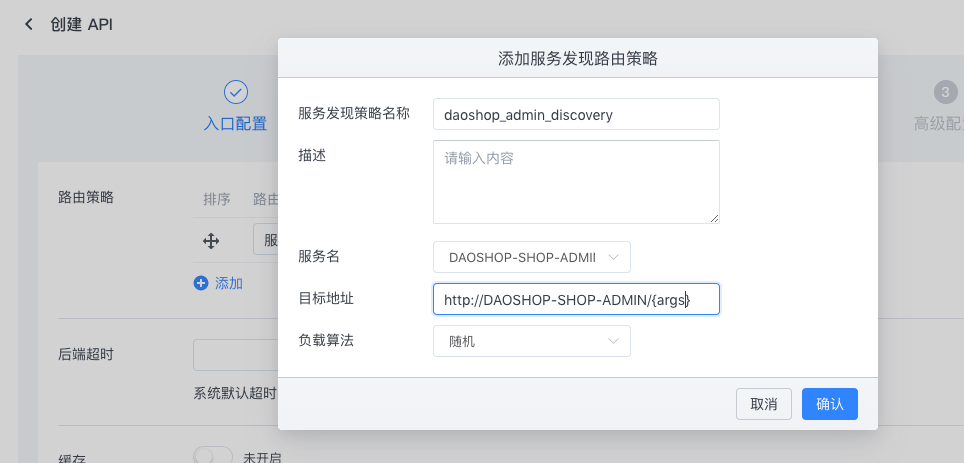 创建 API
添加服务发现路由策略
入口配置
3
高级配
服务发现策略名称
daoshop_admin_discovery
描述
请输入内容
路由策略
排序
路由
服
添加
服务名
DAOSHOP-SHOP-ADMII
目标地址
http://DAOSHOP-SHOP-ADMIN/{args}
负载算法
随机
后端超时
系统默认超时
取消
确认
缓存
未开启